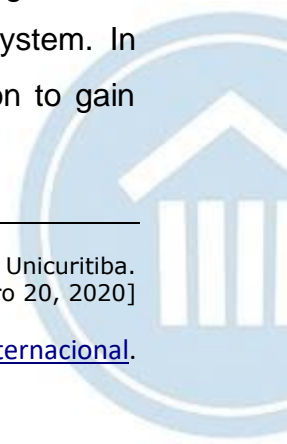 ystem. In
on to gain
Unicuritiba.
ro 20, 2020]
ternacional.